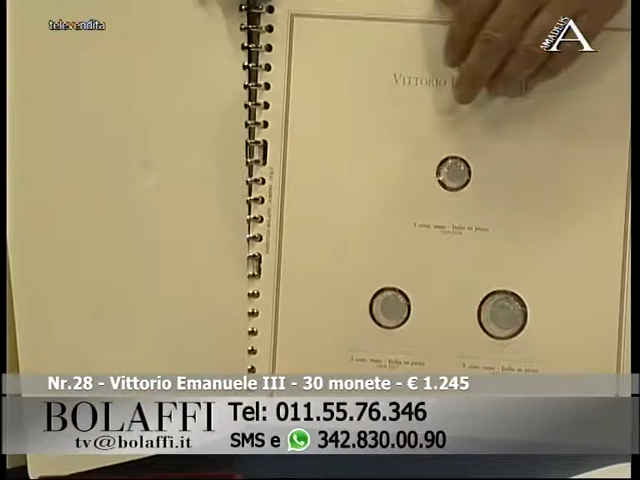 televendita
AMADEUS
A
VITTORIO
Nr.28 - Vittorio Emanuele III - 30 monete - € 1.245
BOLAFFI
tv@bolaffi.it
Tel: 011.55.76.346
SMS e 342.830.00.90